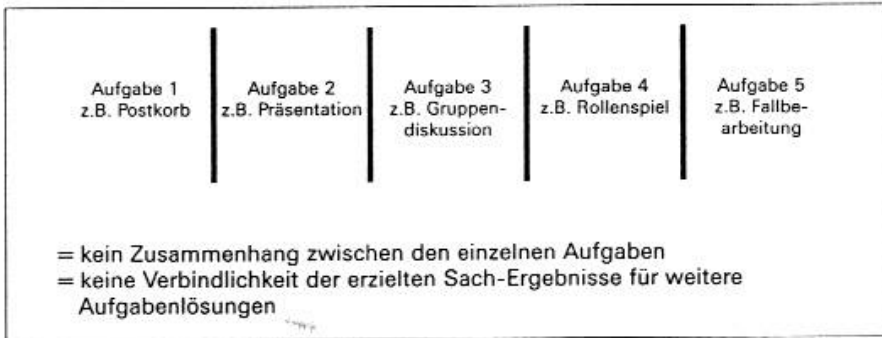 Aufgabe 1
z.B. Postkorb
Aufgabe 2
z.B. Präsentation
Aufgabe 3
z.B. Gruppen-
diskussion
Aufgabe 4
z.B. Rollenspiel
Aufgabe 5
z.B. Fallbe-
arbeitung
= kein Zusammenhang zwischen den einzelnen Aufgaben
= keine Verbindlichkeit der erzielten Sach-Ergebnisse für weitere
Aufgabenlösungen